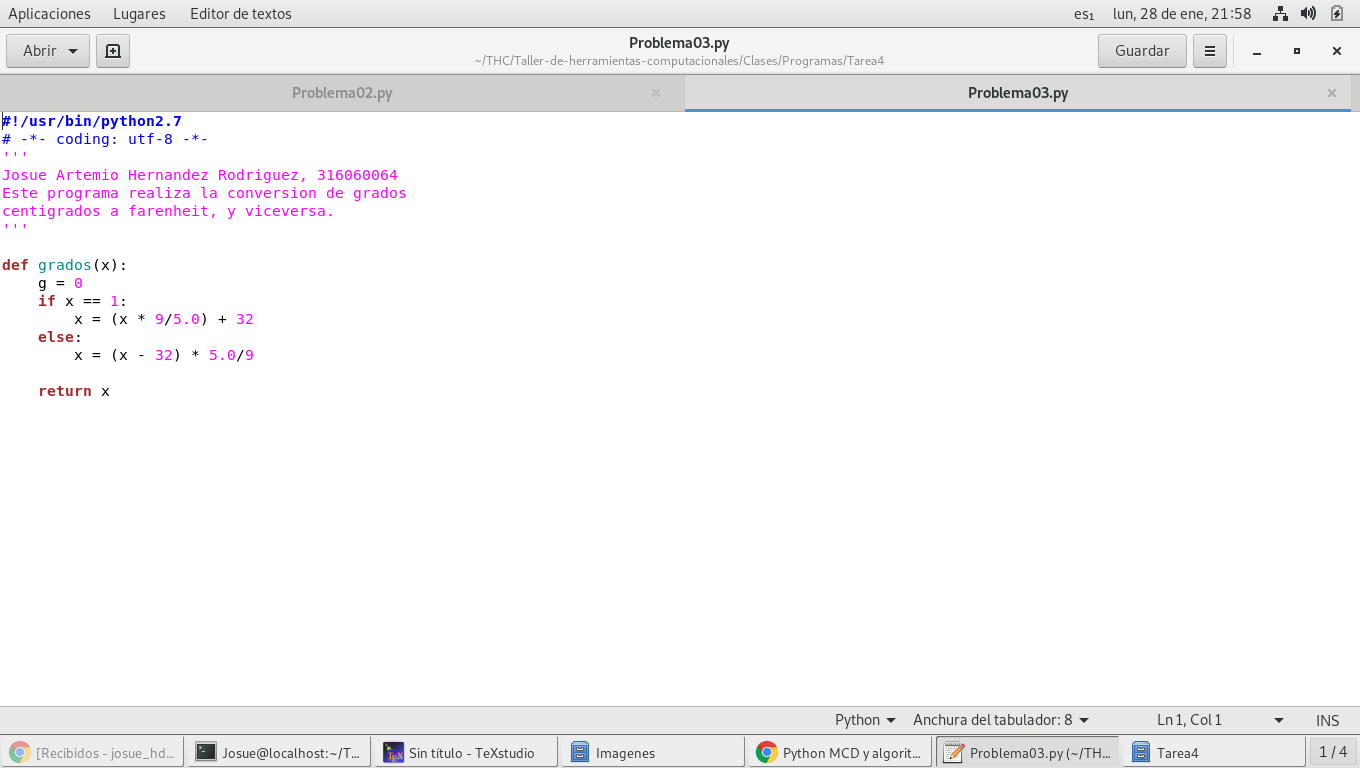 Aplicaciones Lugares Editor de textos es₁ lun, 28 de ene, 21:58
Abrir Problema03.py Guardar
~/THC/Taller-de-herramientas-computacionales/Clases/Programas/Tarea4
Problema02.py Problema03.py
#!/usr/bin/python2.7
# -*- coding: utf-8 -*-
'''
Josue Artemio Hernandez Rodriguez, 316060064
Este programa realiza la conversion de grados
centigrados a farenheit, y viceversa.
'''
def grados(x):
    g = 0
    if x == 1:
        x = (x * 9/5.0) + 32
    else:
        x = (x - 32) * 5.0/9
    return x
Python Anchura del tabulador: 8 Ln 1, Col 1 INS
[Recibidos - josue_hd... Josue@localhost:~/T... Sin título - TeXstudio Imagenes Python MCD y algorit... Problema03.py (~/TH... Tarea4 1 / 4